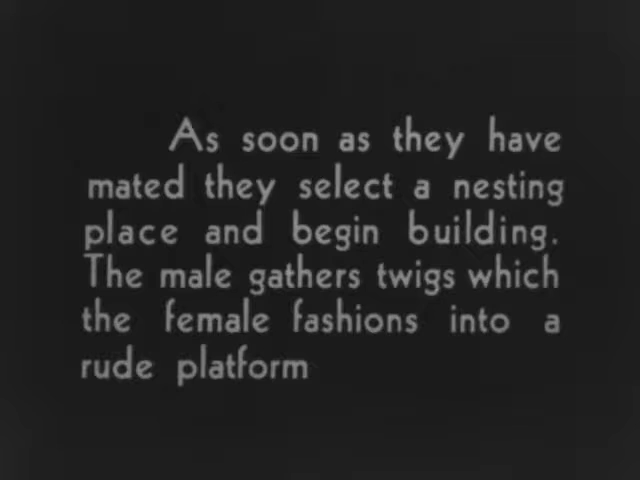 As soon as they have
mated they select a nesting
place and begin building.
The male gathers twigs which
the female fashions into a
rude platform